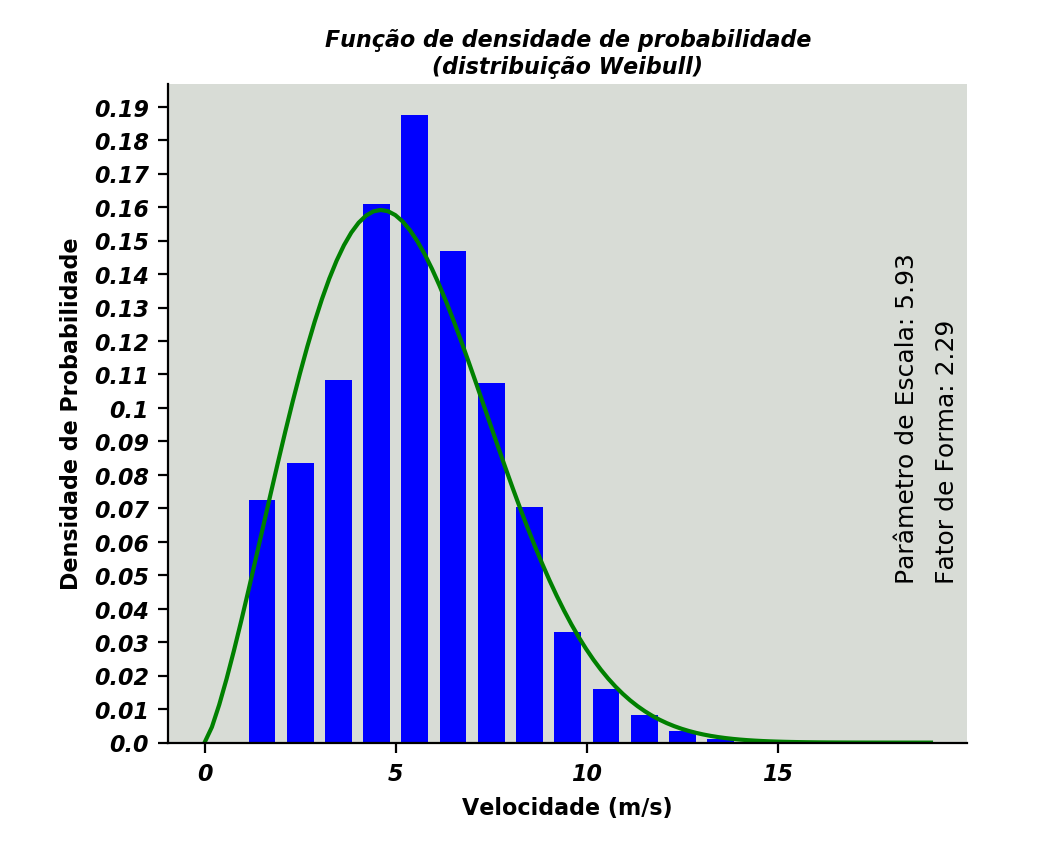 Função de densidade de probabilidade
(distribuição Weibull)
Densidade de Probabilidade
0.19
0.18
0.17
0.16
0.15
0.14
0.13
0.12
0.11
0.1
0.09
0.08
0.07
0.06
0.05
0.04
0.03
0.02
0.01
0.0
Parâmetro de Escala: 5.93
Fator de Forma: 2.29
0 5 10 15
Velocidade (m/s)